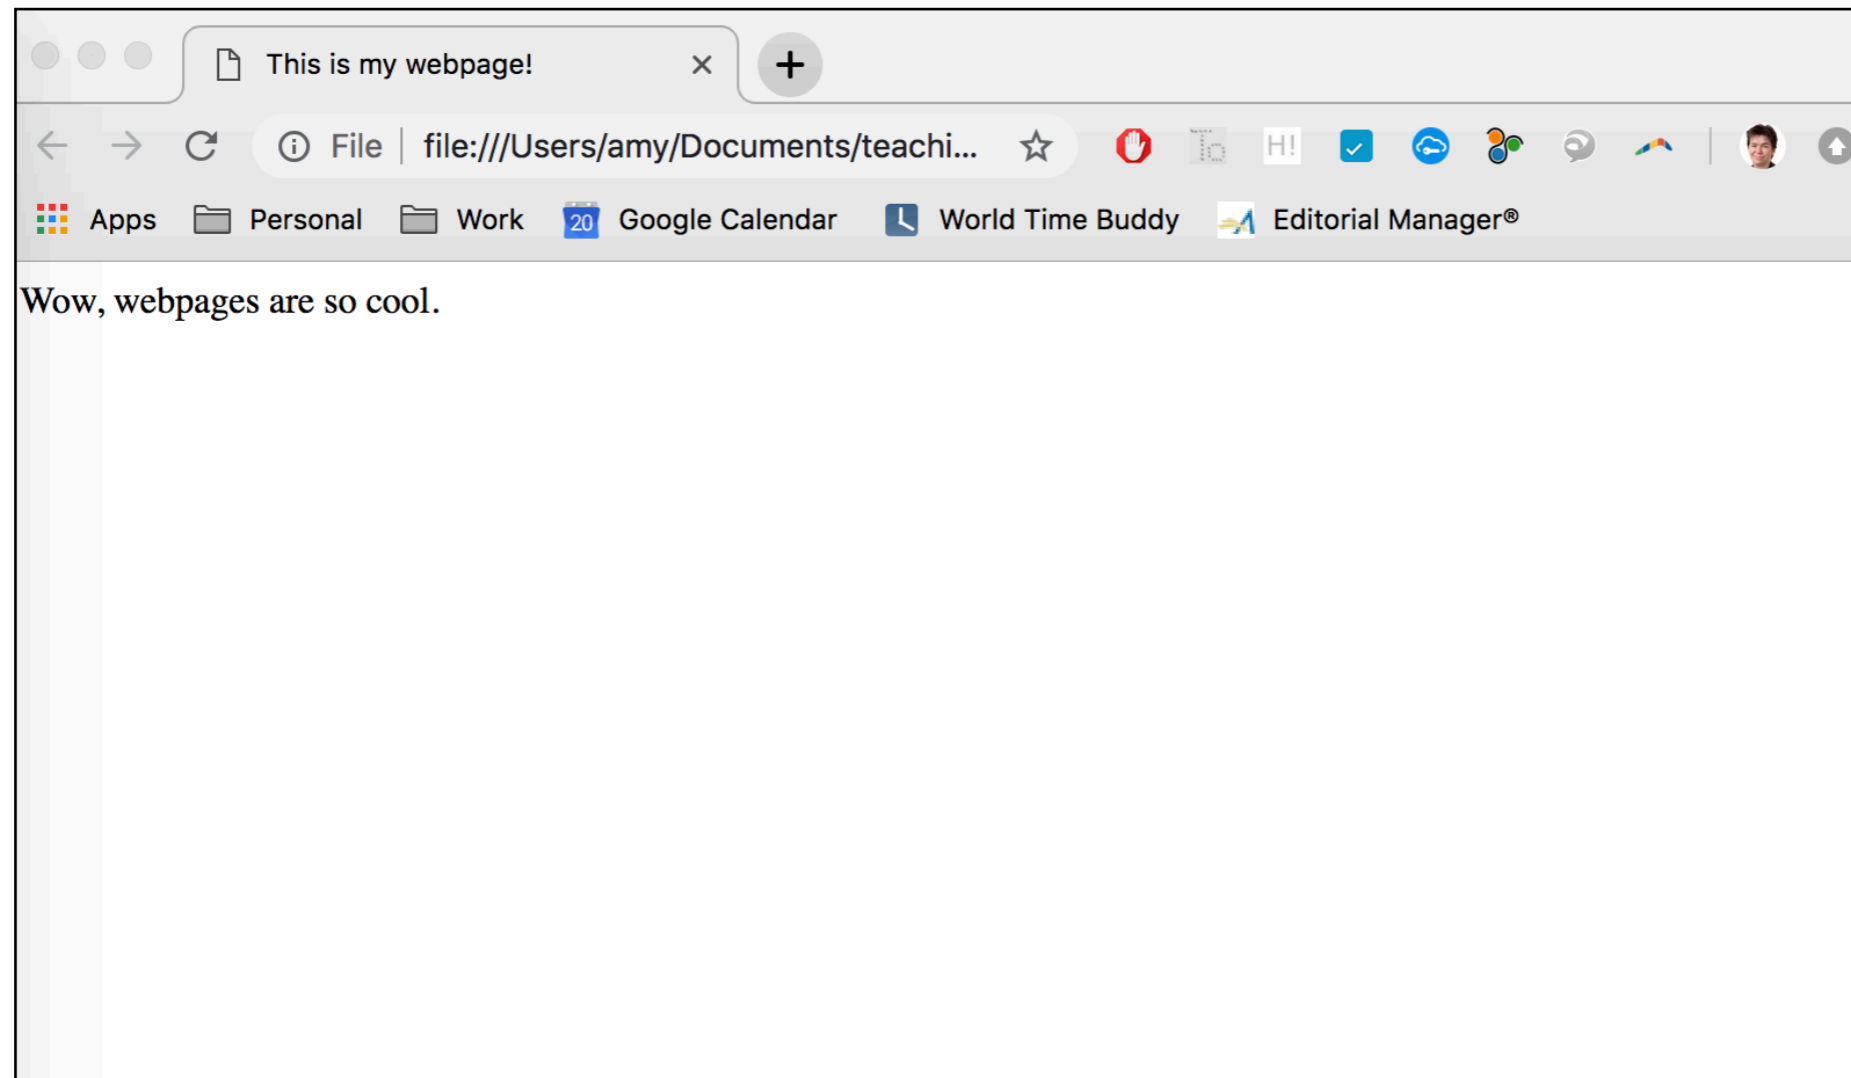 This is my webpage!
File file:///Users/amy/Documents/teachi... To H!
Apps Personal Work 20 Google Calendar World Time Buddy Editorial Manager®
Wow, webpages are so cool.